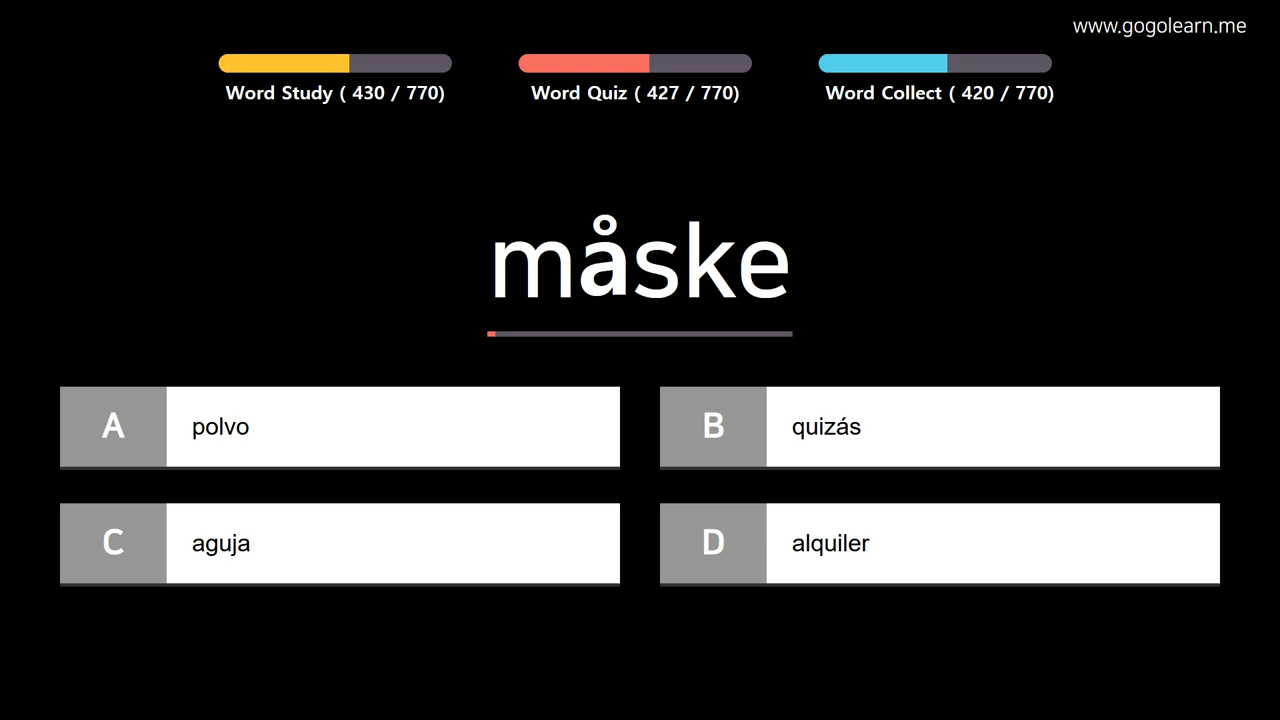 www.gogolearn.me
Word Study ( 430 / 770)
Word Quiz ( 427 / 770)
Word Collect ( 420 / 770)
måske
A polvo
B quizás
C aguja
D alquiler